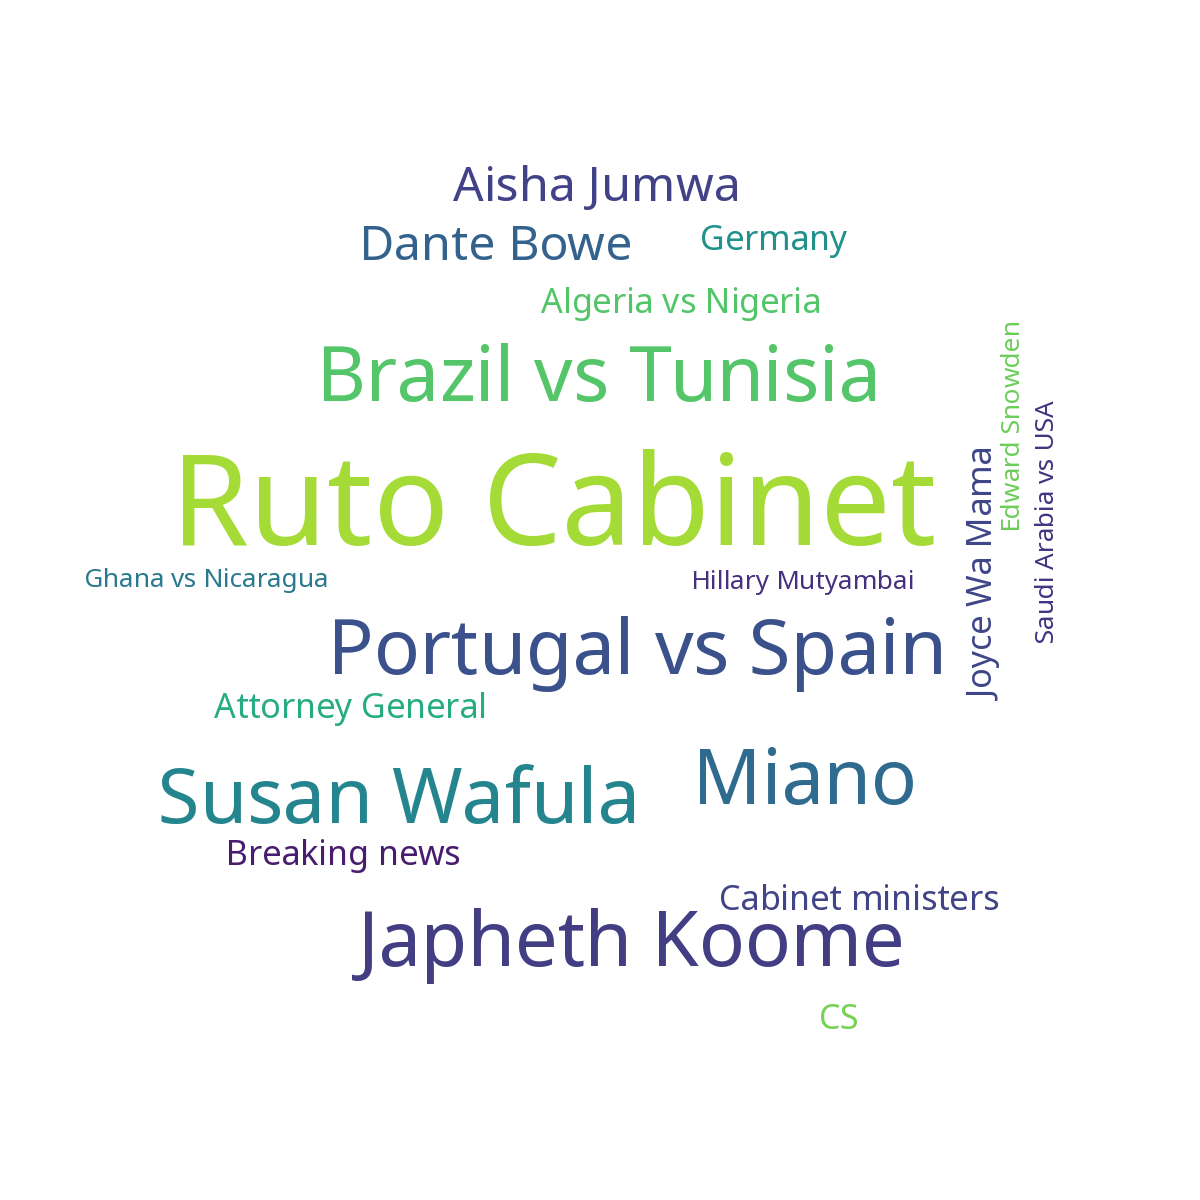 Aisha Jumwa
Dante Bowe
Germany
Algeria vs Nigeria
Brazil vs Tunisia
Edward Snowden
Saudi Arabia vs USA
Ruto Cabinet
Joyce Wa Mama
Ghana vs Nicaragua
Hillary Mutyambai
Portugal vs Spain
Attorney General
Miano
Susan Wafula
Breaking news
Cabinet ministers
Japheth Koome
CS